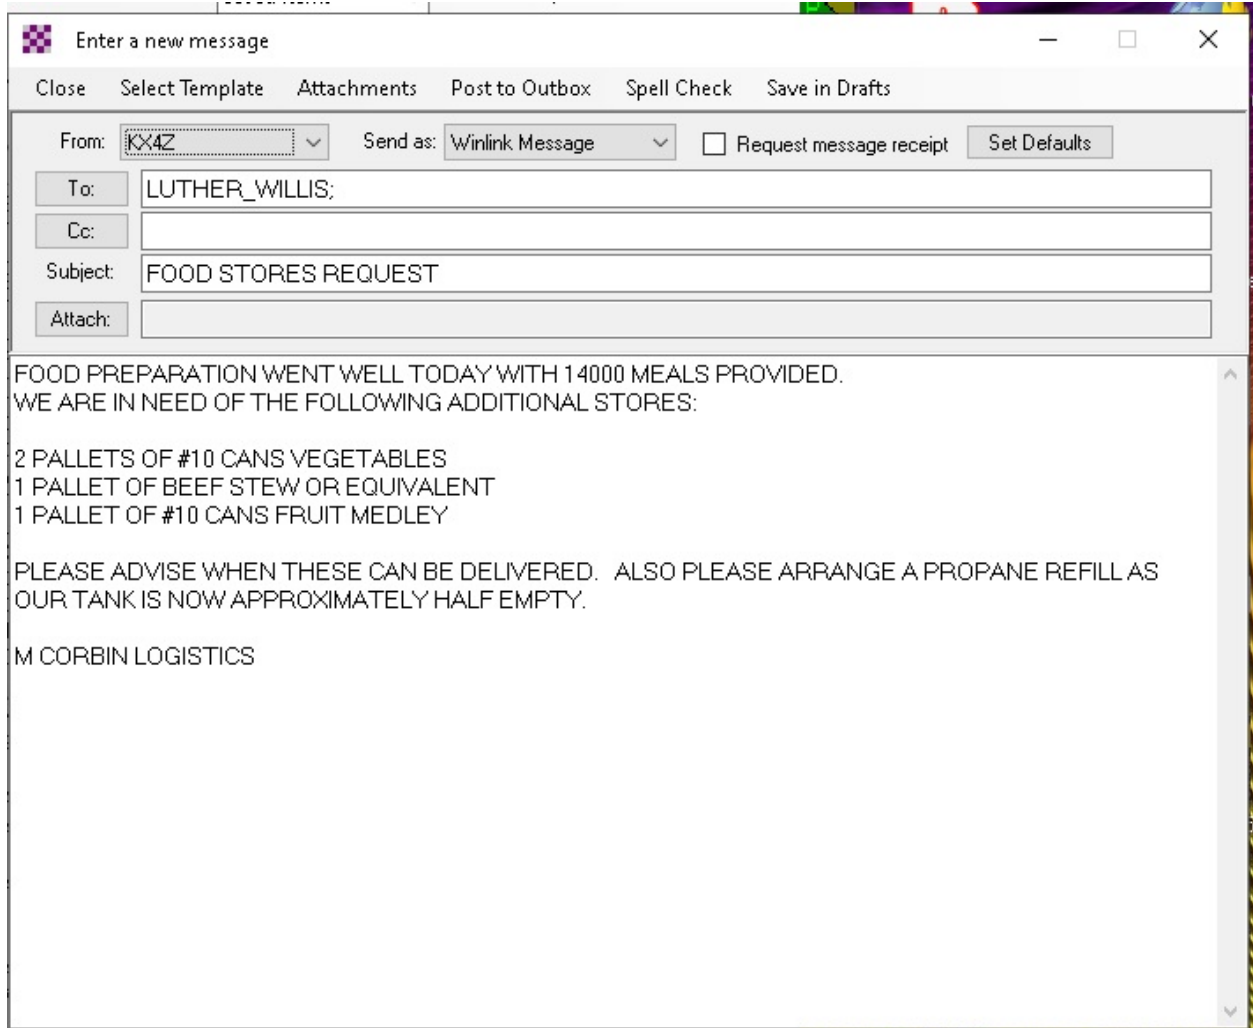 Enter a new message
Close Select Template Attachments Post to Outbox Spell Check Save in Drafts
From: KX4Z Send as: Winlink Message Request message receipt Set Defaults
To: LUTHER_WILLIS;
Cc:
Subject: FOOD STORES REQUEST
Attach:
FOOD PREPARATION WENT WELL TODAY WITH 14000 MEALS PROVIDED.
WE ARE IN NEED OF THE FOLLOWING ADDITIONAL STORES:
2 PALLETS OF #10 CANS VEGETABLES
1 PALLET OF BEEF STEW OR EQUIVALENT
1 PALLET OF #10 CANS FRUIT MEDLEY
PLEASE ADVISE WHEN THESE CAN BE DELIVERED. ALSO PLEASE ARRANGE A PROPANE REFILL AS
OUR TANK IS NOW APPROXIMATELY HALF EMPTY.
M CORBIN LOGISTICS